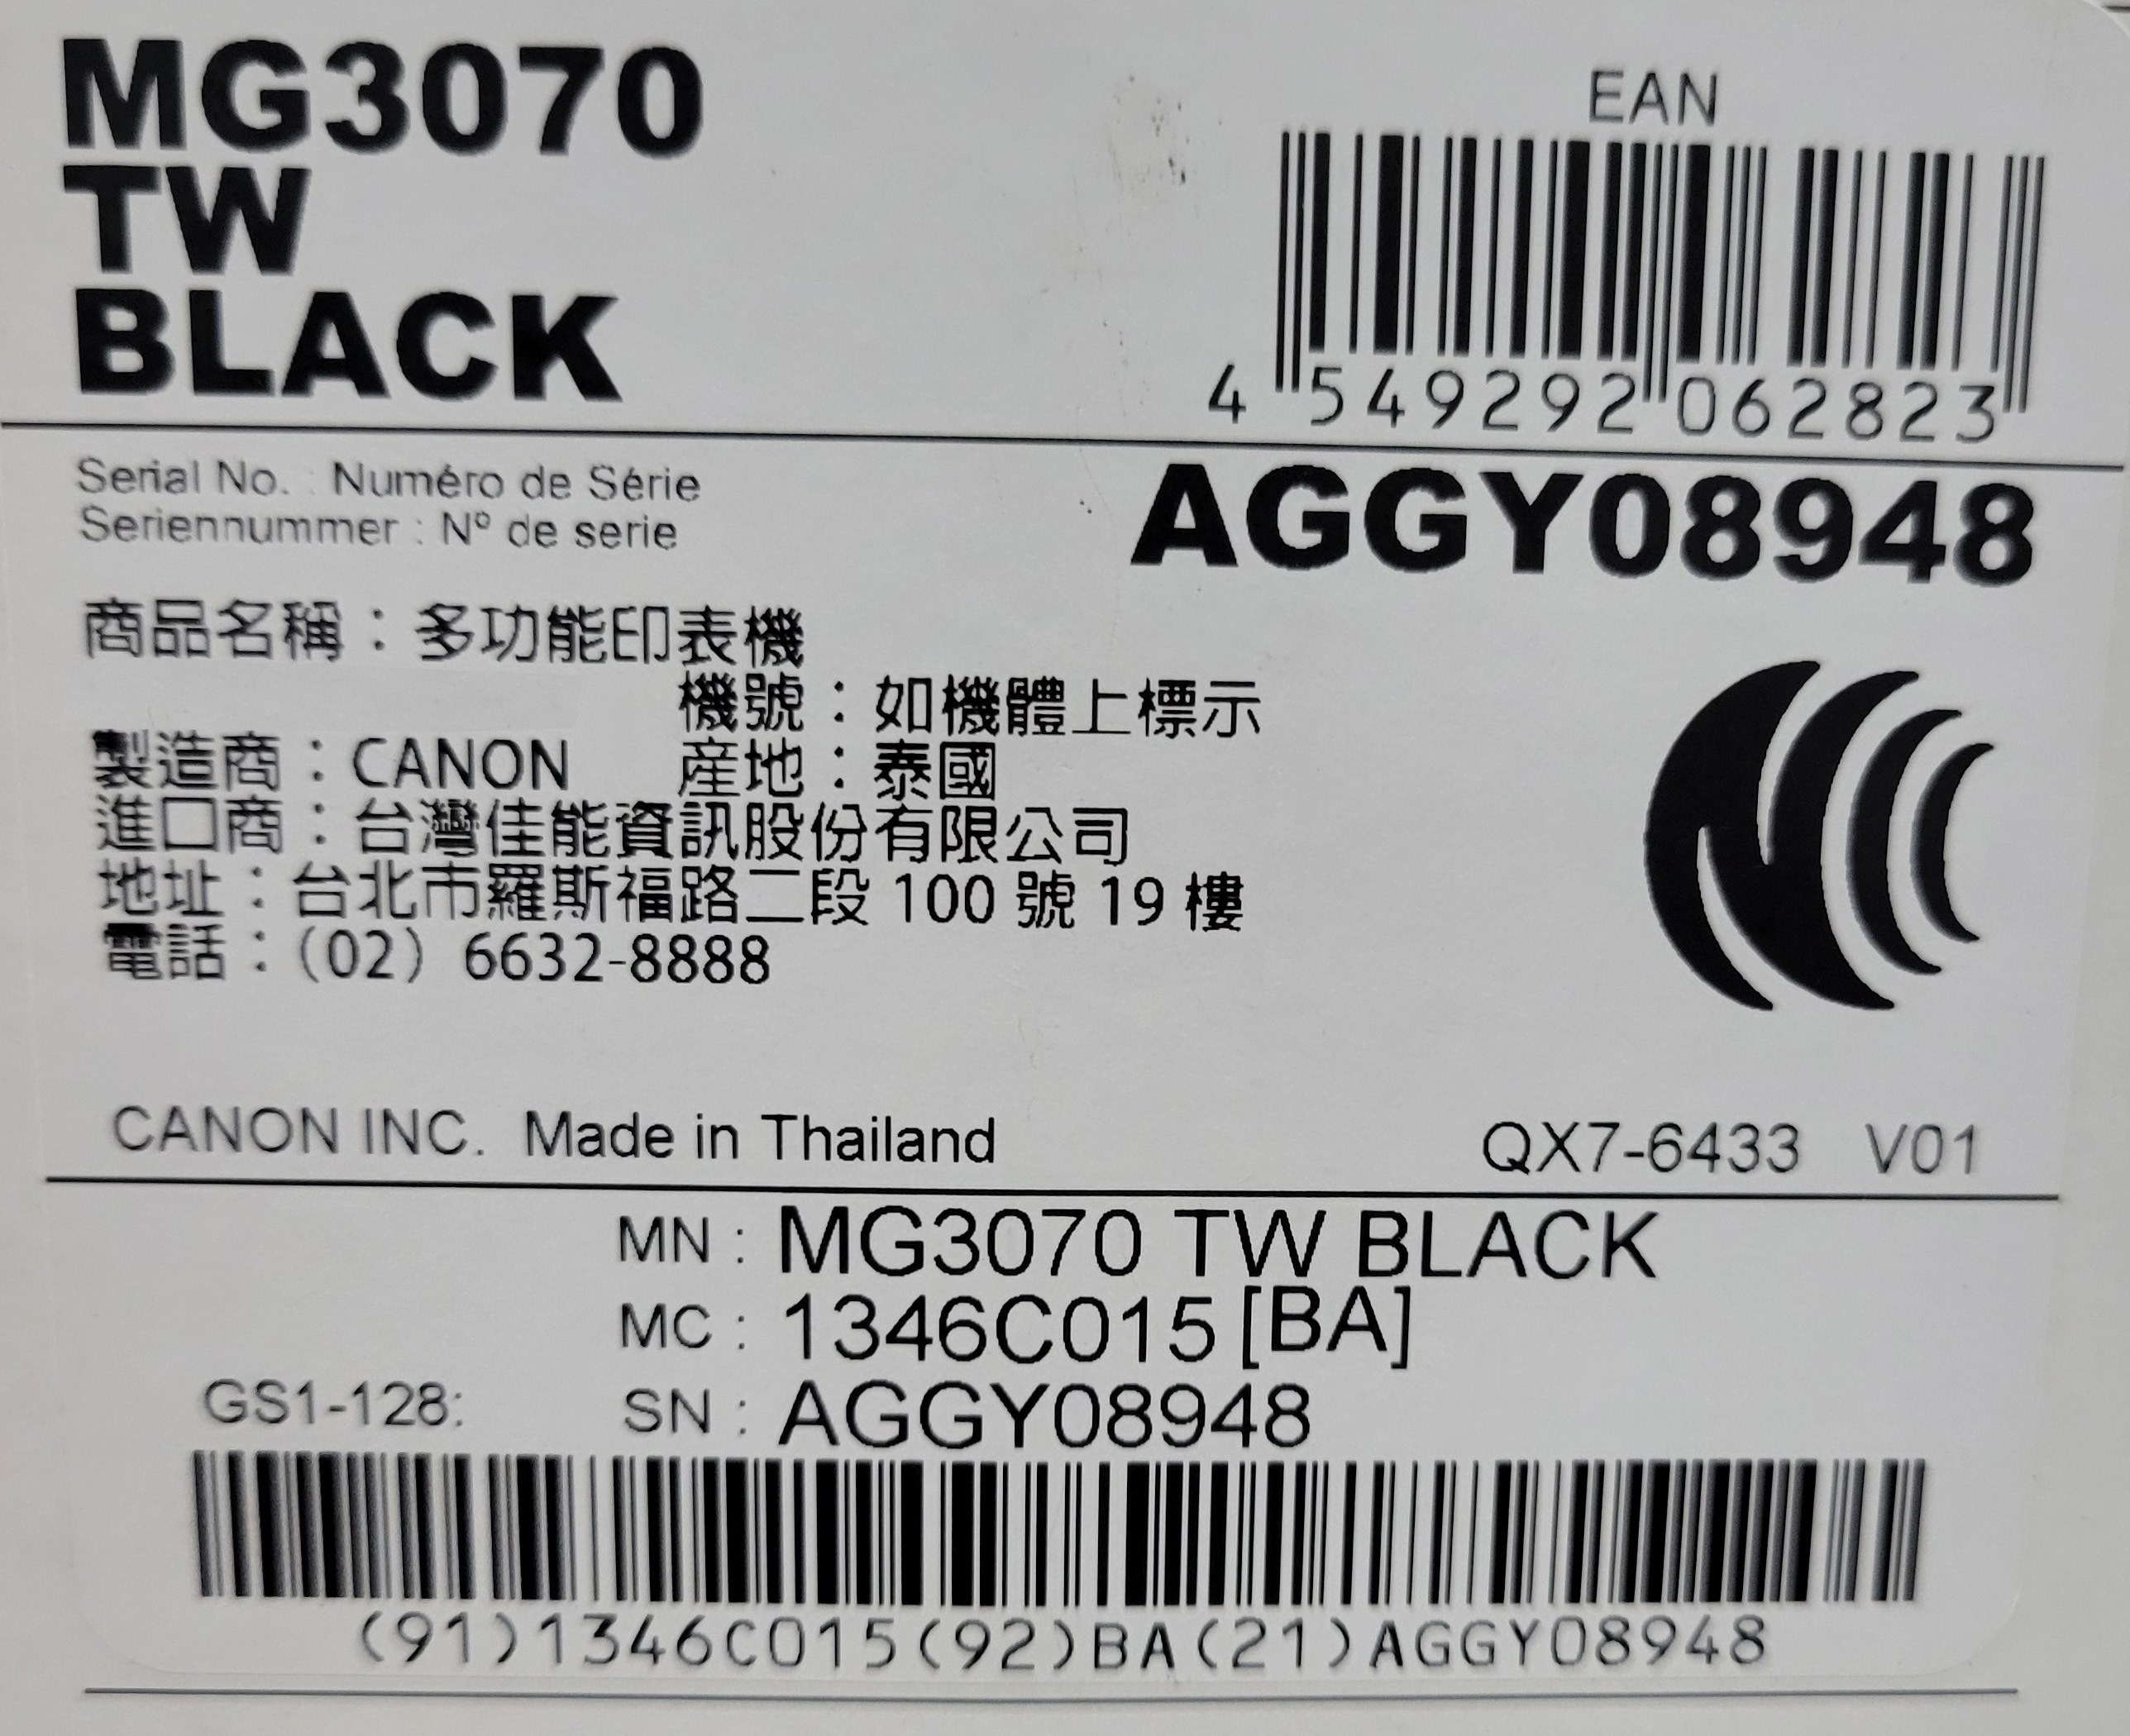 MG3070
TW
BLACK
EAN
4 549292 062823
Serial No. : Numéro de Série
Seriennummer : Nº de serie
AGGY08948
商品名稱：多功能印表機
機號：如機體上標示
製造商：CANON 産地：泰國
進口商：台灣佳能資訊股份有限公司
地址：台北市羅斯福路二段 100 號 19 樓
電話：(02) 6632-8888
CANON INC. Made in Thailand
QX7-6433 V01
MN : MG3070 TW BLACK
MC : 1346C015[BA]
GS1-128: SN : AGGY08948
(91)1346C015(92)BA(21)AGGY08948